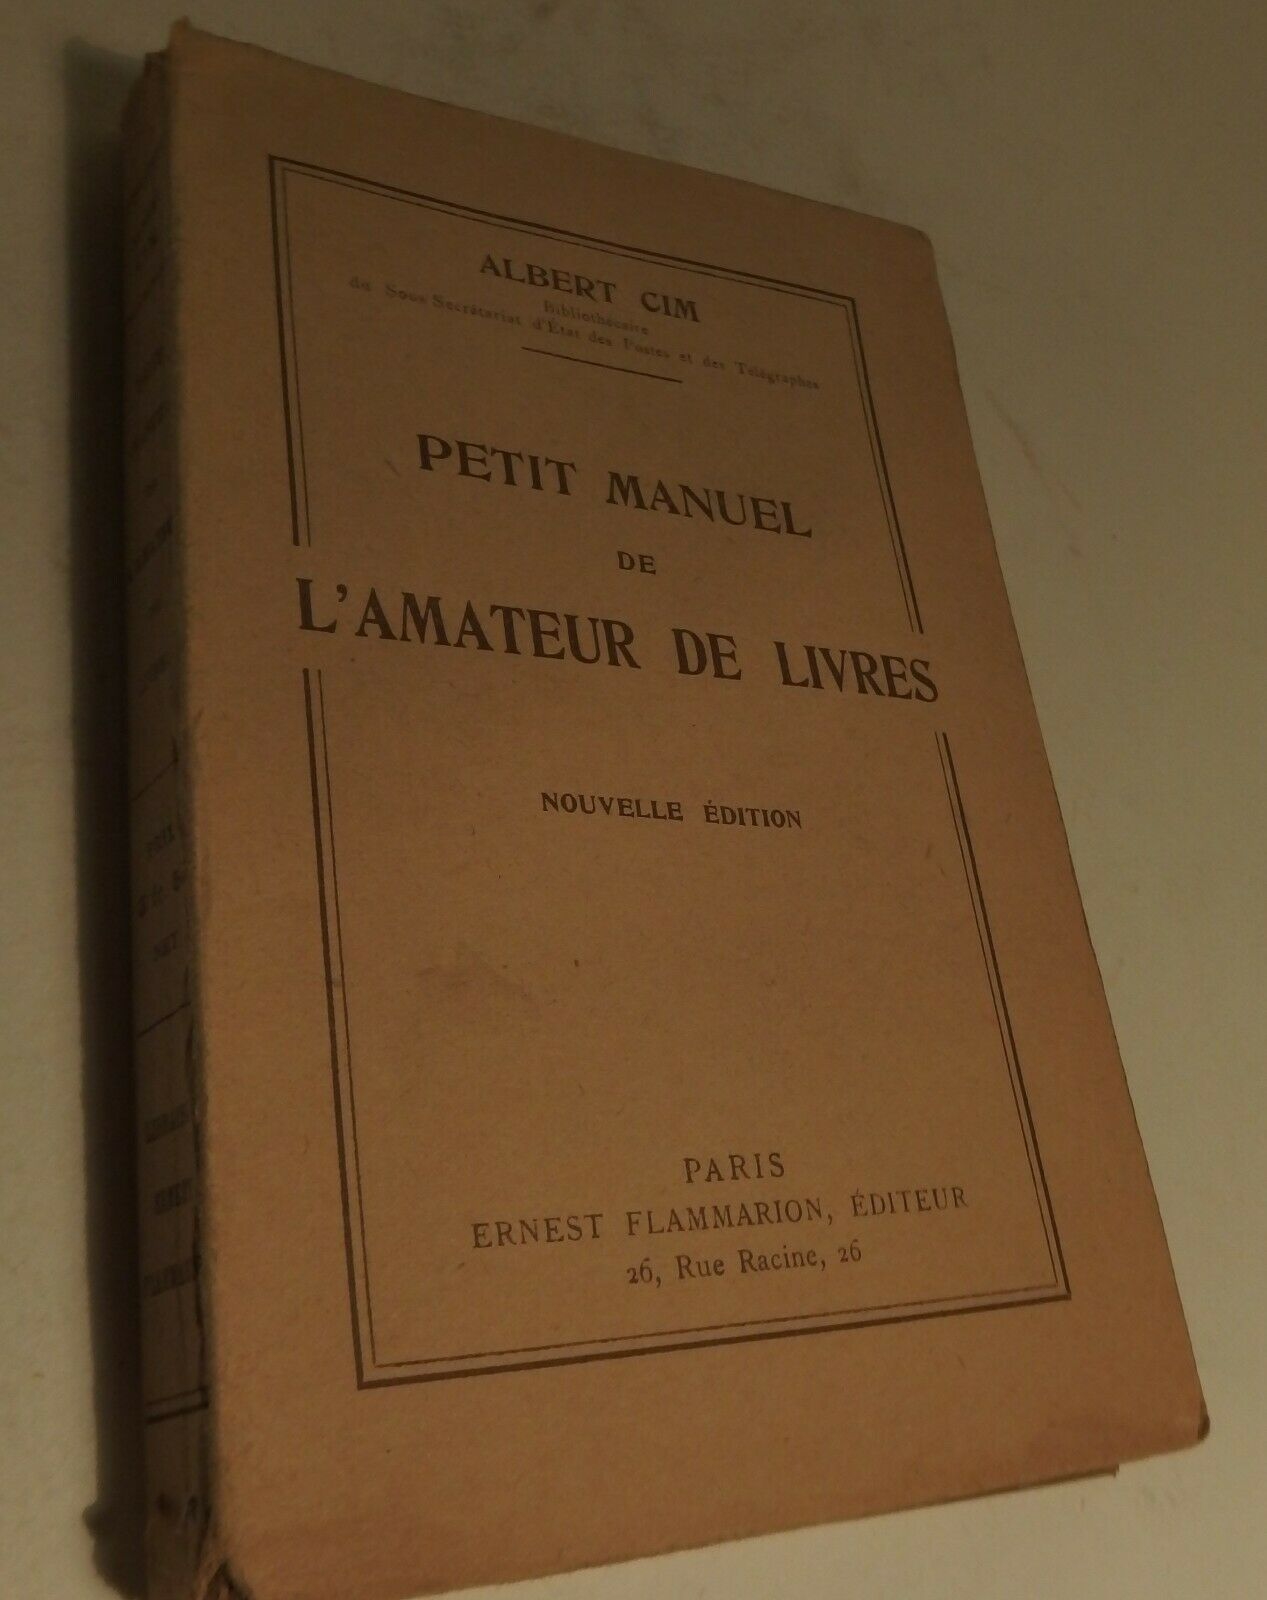 ALBERT CIM
Bibliothécaire
du Sous-Secrétariat d'État des Postes et des Télégraphes
PETIT MANUEL
DE
L'AMATEUR DE LIVRES
NOUVELLE ÉDITION
PARIS
ERNEST FLAMMARION, ÉDITEUR
26, Rue Racine, 26